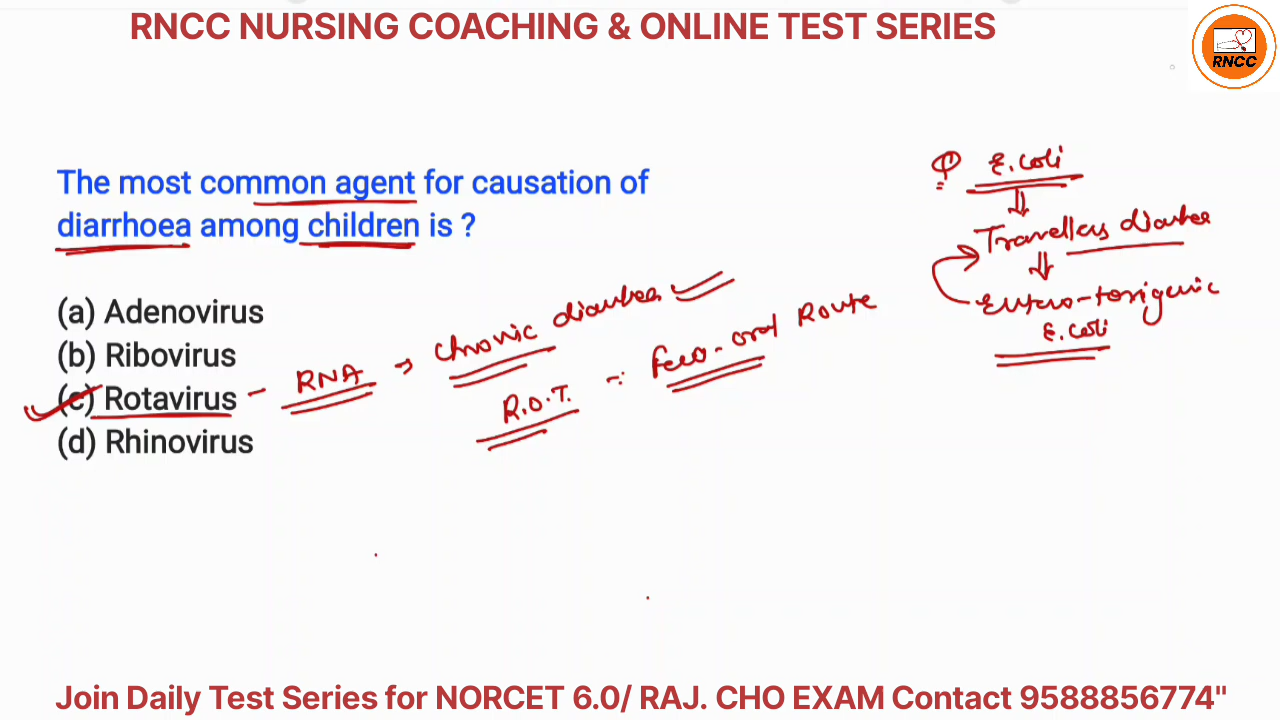 RNCC NURSING COACHING & ONLINE TEST SERIES
RNCC
The most common agent for causation of
diarrhoea among children is ?
(a) Adenovirus
(b) Ribovirus
(c) Rotavirus - RNA → Chronic diarrhea
(d) Rhinovirus
R.O.T. ∵ Feco-oral Route
Q E.coli
⇓
Travellers diarhea
⇓
Entero-toxigenic
E.coli
Join Daily Test Series for NORCET 6.0/ RAJ. CHO EXAM Contact 9588856774"